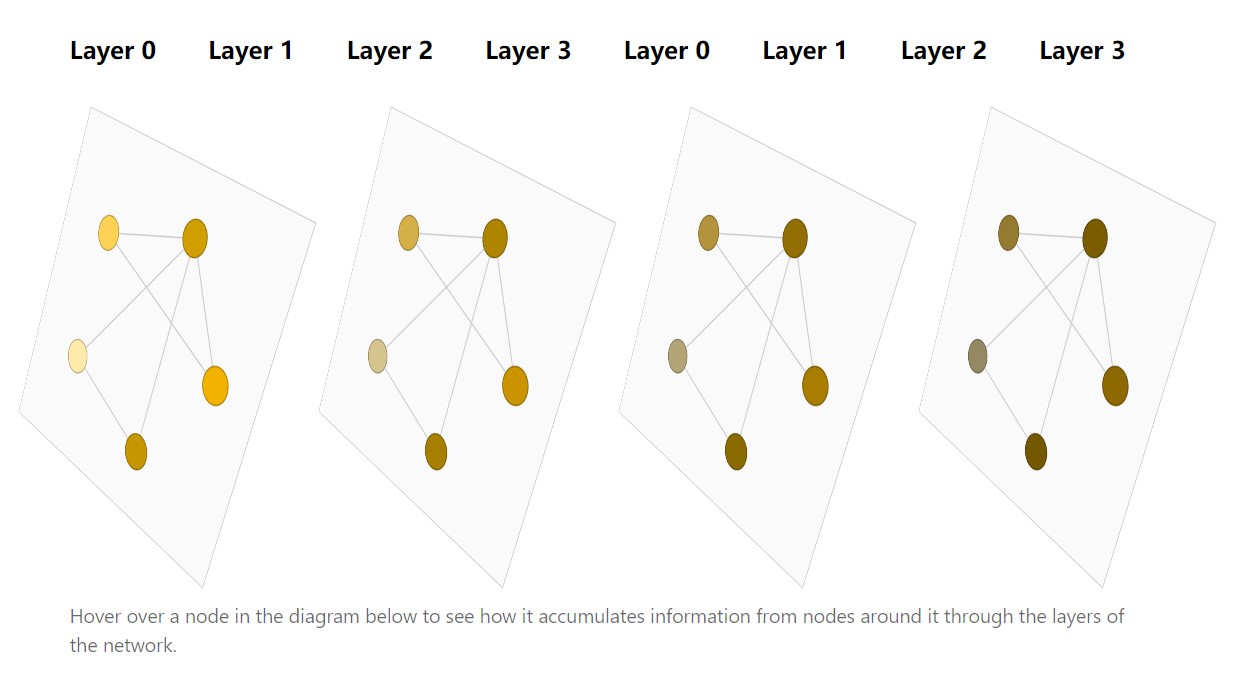 Layer 0 Layer 1 Layer 2 Layer 3 Layer 0 Layer 1 Layer 2 Layer 3
Hover over a node in the diagram below to see how it accumulates information from nodes around it through the layers of
the network.